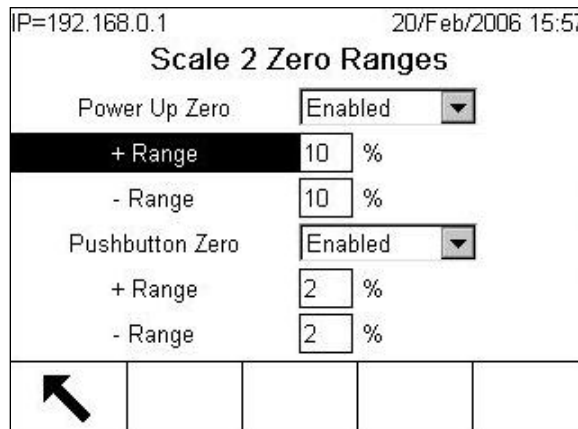 IP=192.168.0.1 20/Feb/2006 15:57
Scale 2 Zero Ranges
Power Up Zero Enabled
+ Range 10 %
- Range 10 %
Pushbutton Zero Enabled
+ Range 2 %
- Range 2 %